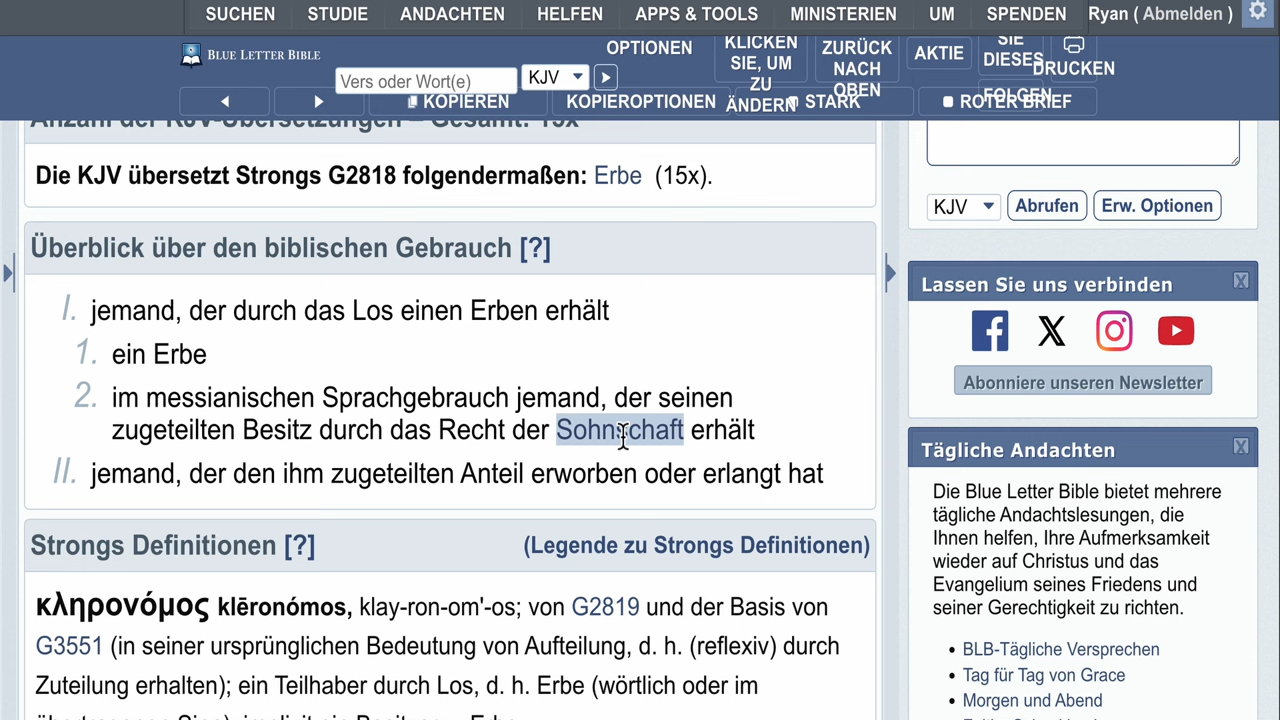 SUCHEN STUDIE ANDACHTEN HELFEN APPS & TOOLS MINISTERIEN UM SPENDEN Ryan ( Abmelden )
BLUE LETTER BIBLE
Vers oder Wort(e) KJV
OPTIONEN
KLICKEN SIE, UM ZU ÄNDERN
ZURÜCK NACH OBEN
AKTIE
SIE DIESES FOLGEN
DRUCKEN
KOPIEREN KOPIEROPTIONEN STARK ROTER BRIEF
Die KJV übersetzt Strongs G2818 folgendermaßen: Erbe (15x).
Überblick über den biblischen Gebrauch [?]
I. jemand, der durch das Los einen Erben erhält
1. ein Erbe
2. im messianischen Sprachgebrauch jemand, der seinen
zugeteilten Besitz durch das Recht der Sohnschaft erhält
II. jemand, der den ihm zugeteilten Anteil erworben oder erlangt hat
Strongs Definitionen [?] (Legende zu Strongs Definitionen)
κληρονόμος klēronómos, klay-ron-om'-os; von G2819 und der Basis von
G3551 (in seiner ursprünglichen Bedeutung von Aufteilung, d. h. (reflexiv) durch
Zuteilung erhalten); ein Teilhaber durch Los, d. h. Erbe (wörtlich oder im
KJV Abrufen Erw. Optionen
Lassen Sie uns verbinden X
Abonniere unseren Newsletter
Tägliche Andachten X
Die Blue Letter Bible bietet mehrere
tägliche Andachtslesungen, die
Ihnen helfen, Ihre Aufmerksamkeit
wieder auf Christus und das
Evangelium seines Friedens und
seiner Gerechtigkeit zu richten.
• BLB-Tägliche Versprechen
• Tag für Tag von Grace
• Morgen und Abend